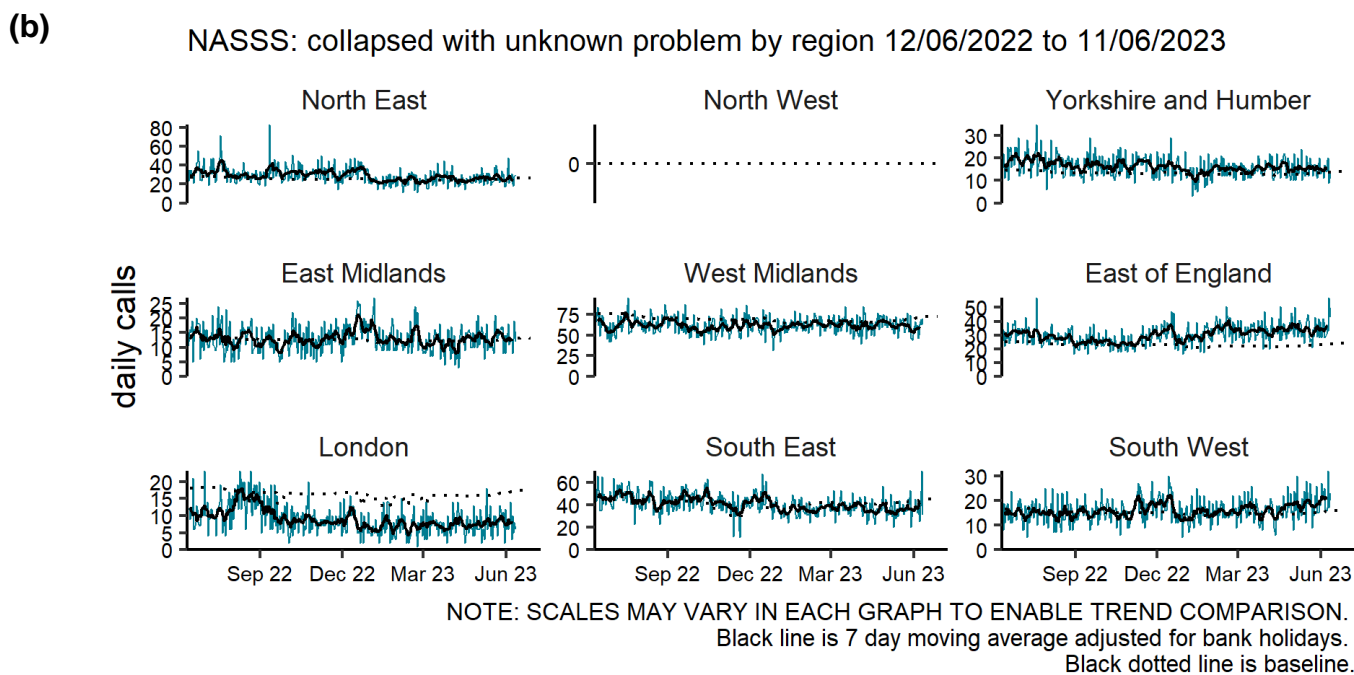 (b)
NASSS: collapsed with unknown problem by region 12/06/2022 to 11/06/2023
North East
North West
Yorkshire and Humber
80
60
40
20
0
0
30
20
10
0
daily calls
East Midlands
West Midlands
East of England
25
20
15
10
5
0
75
50
25
0
50
40
30
20
10
0
London
South East
South West
20
15
10
5
0
60
40
20
0
30
20
10
0
Sep 22 Dec 22 Mar 23 Jun 23
Sep 22 Dec 22 Mar 23 Jun 23
Sep 22 Dec 22 Mar 23 Jun 23
NOTE: SCALES MAY VARY IN EACH GRAPH TO ENABLE TREND COMPARISON.
Black line is 7 day moving average adjusted for bank holidays.
Black dotted line is baseline.